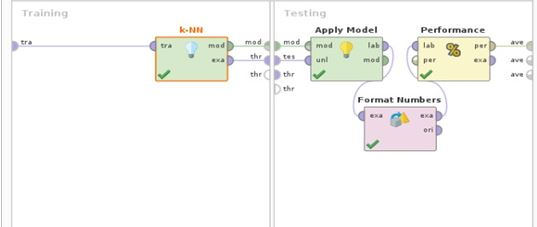 Training
k-NN
tra
tra
mod
exa
mod
thr
thr
Testing
Apply Model
mod
tes
thr
thr
mod
unl
lab
mod
Performance
lab
per
per
exa
ave
ave
ave
Format Numbers
exa
exa
ori